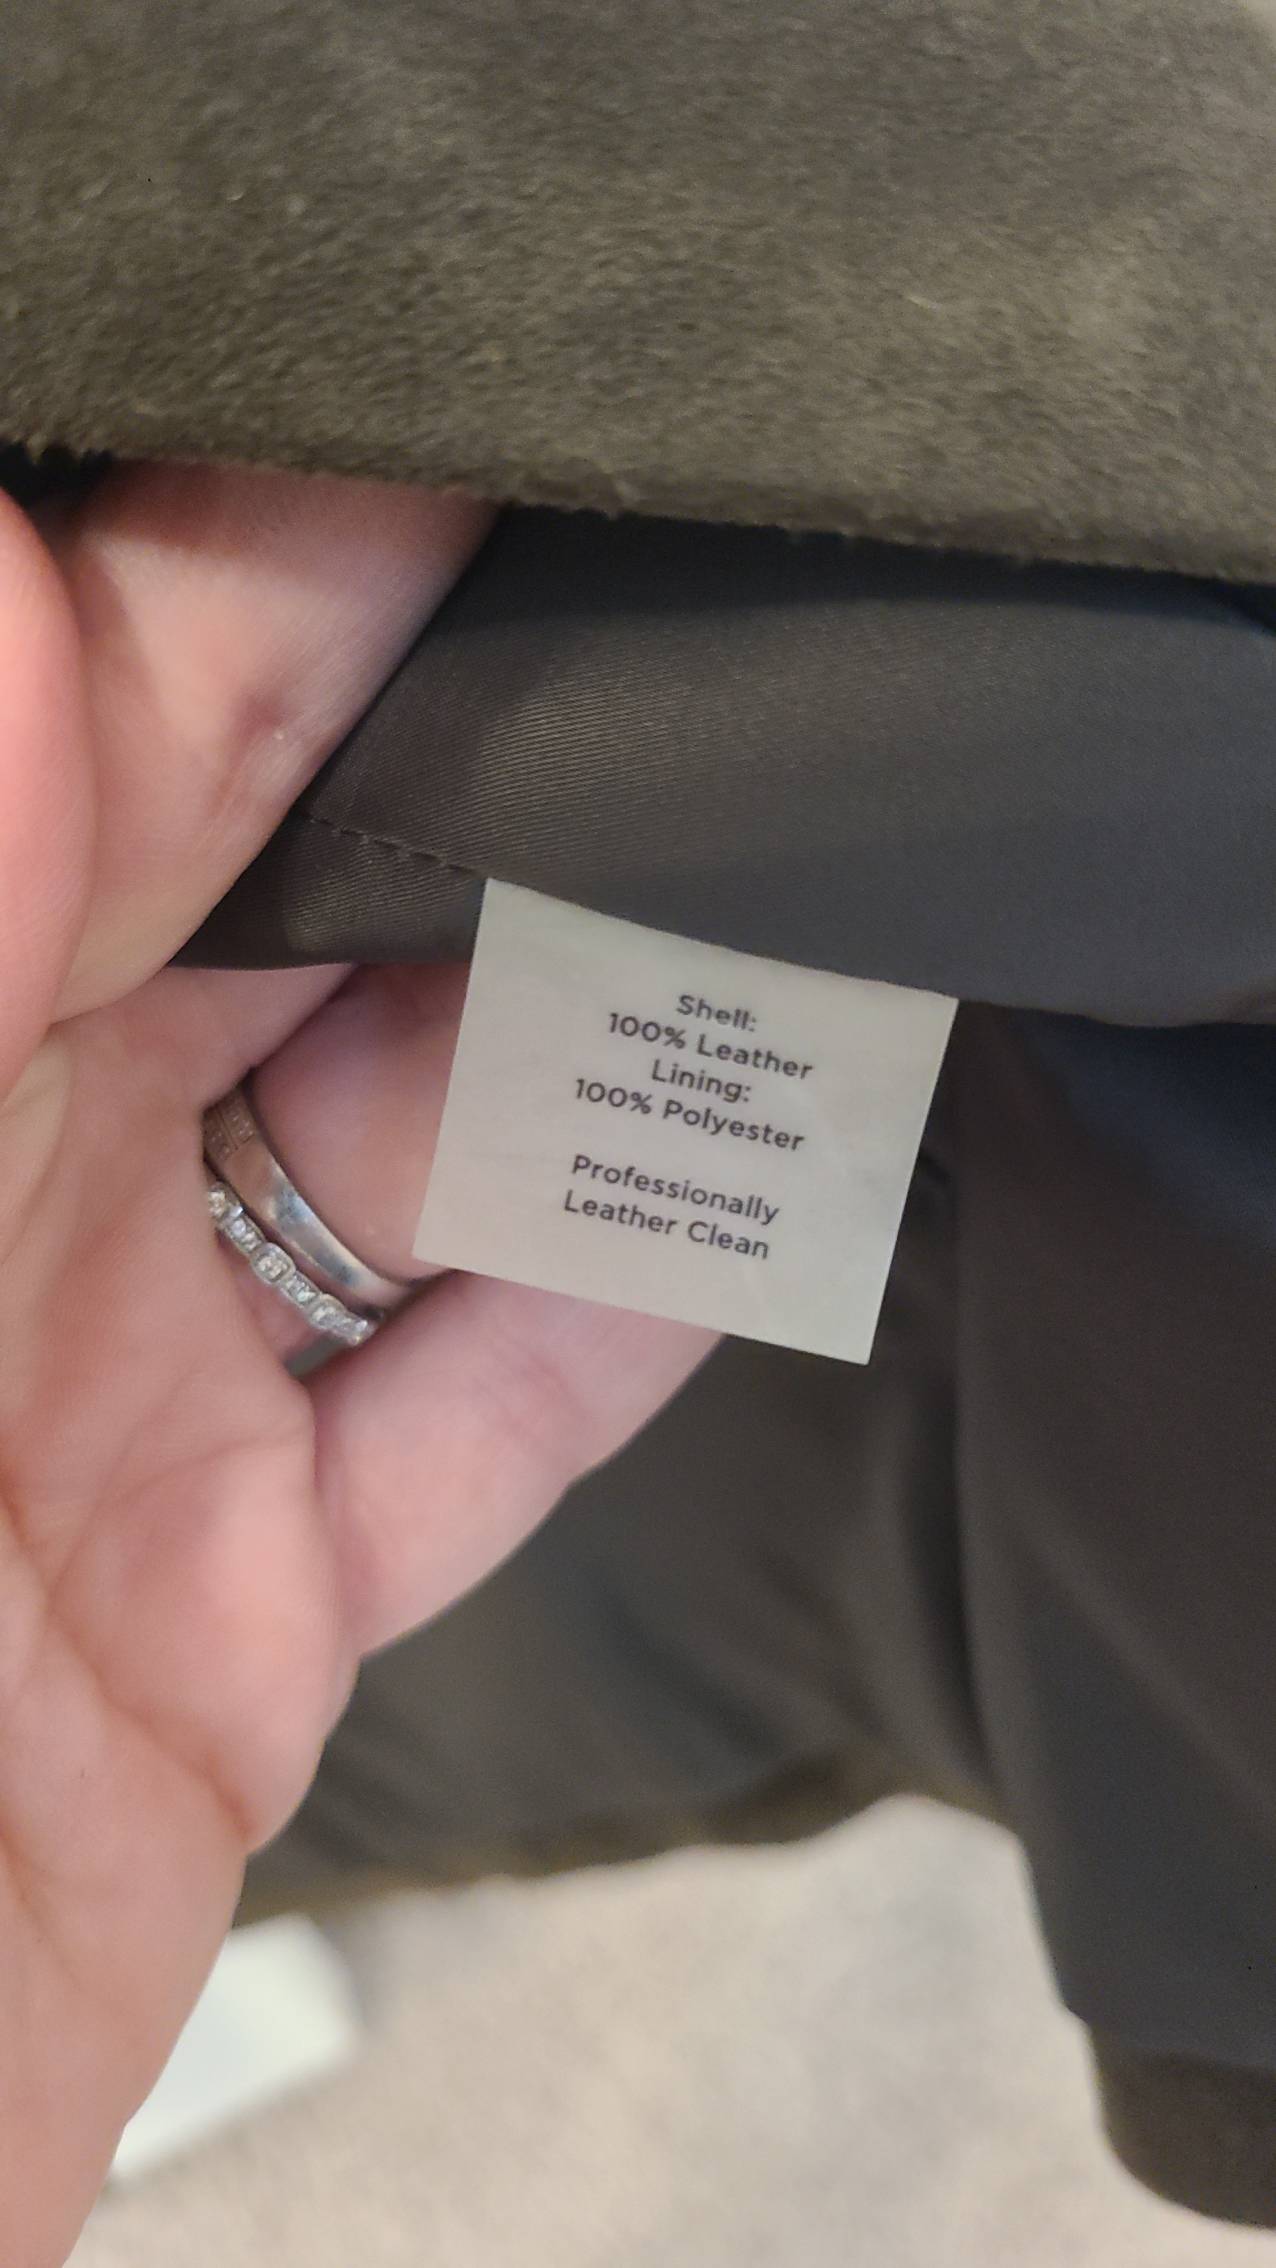 Shell:
100% Leather
Lining:
100% Polyester
Professionally
Leather Clean